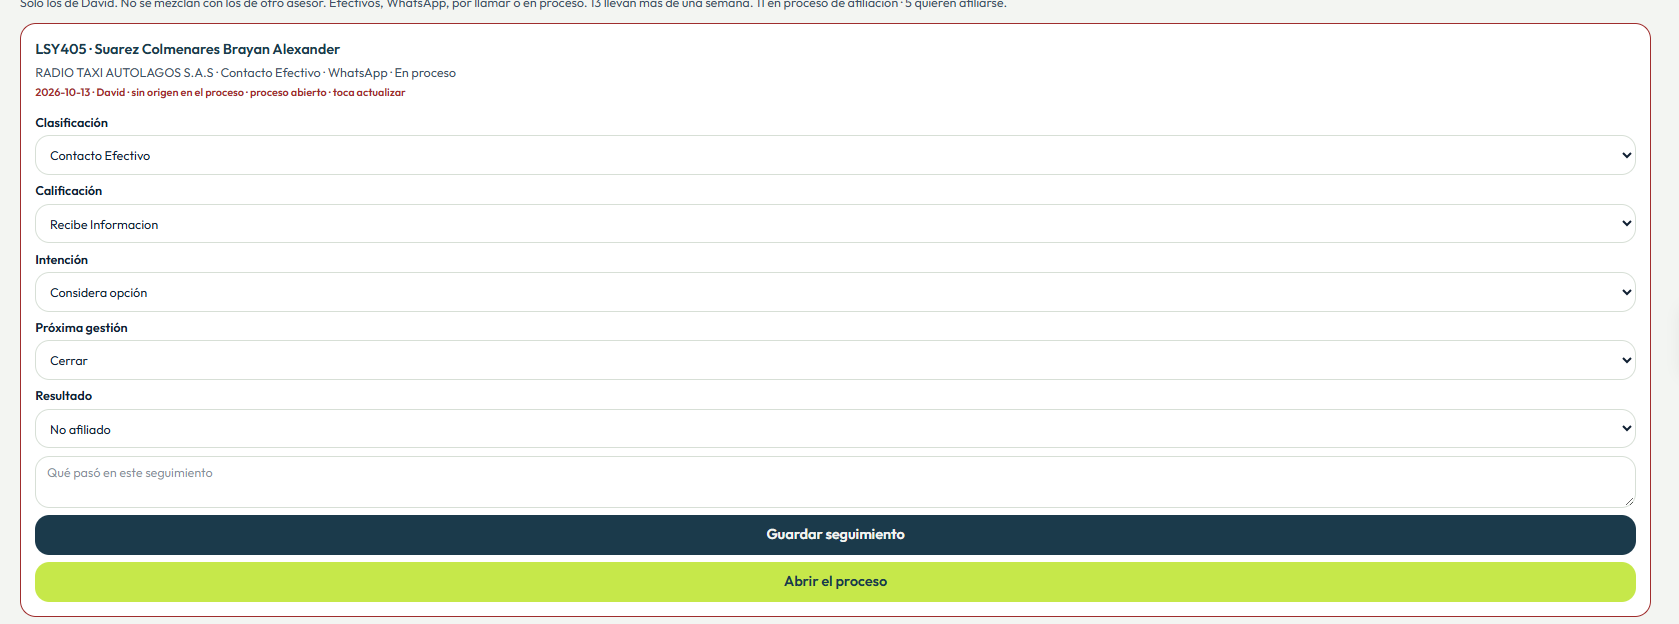 Solo los de David. No se mezclan con los de otro asesor. Efectivos, WhatsApp, por llamar o en proceso. 13 llevan más de una semana. 11 en proceso de afiliación · 5 quieren afiliarse.
LSY405 · Suarez Colmenares Brayan Alexander
RADIO TAXI AUTOLAGOS S.A.S · Contacto Efectivo · WhatsApp · En proceso
2026-10-13 · David · sin origen en el proceso · proceso abierto · toca actualizar
Clasificación
Contacto Efectivo
Calificación
Recibe Informacion
Intención
Considera opción
Próxima gestión
Cerrar
Resultado
No afiliado
Qué pasó en este seguimiento
Guardar seguimiento
Abrir el proceso